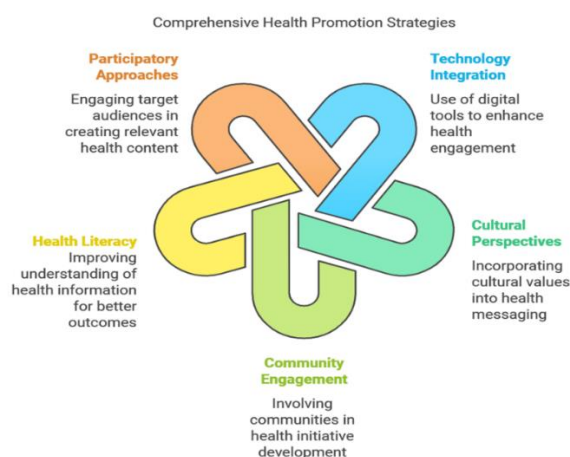 Comprehensive Health Promotion Strategies
Participatory
Approaches
Engaging target
audiences in
creating relevant
health content
Technology
Integration
Use of digital
tools to enhance
health
engagement
Health Literacy
Improving
understanding of
health information
for better
outcomes
Cultural
Perspectives
Incorporating
cultural values
into health
messaging
Community
Engagement
Involving
communities in
health initiative
development